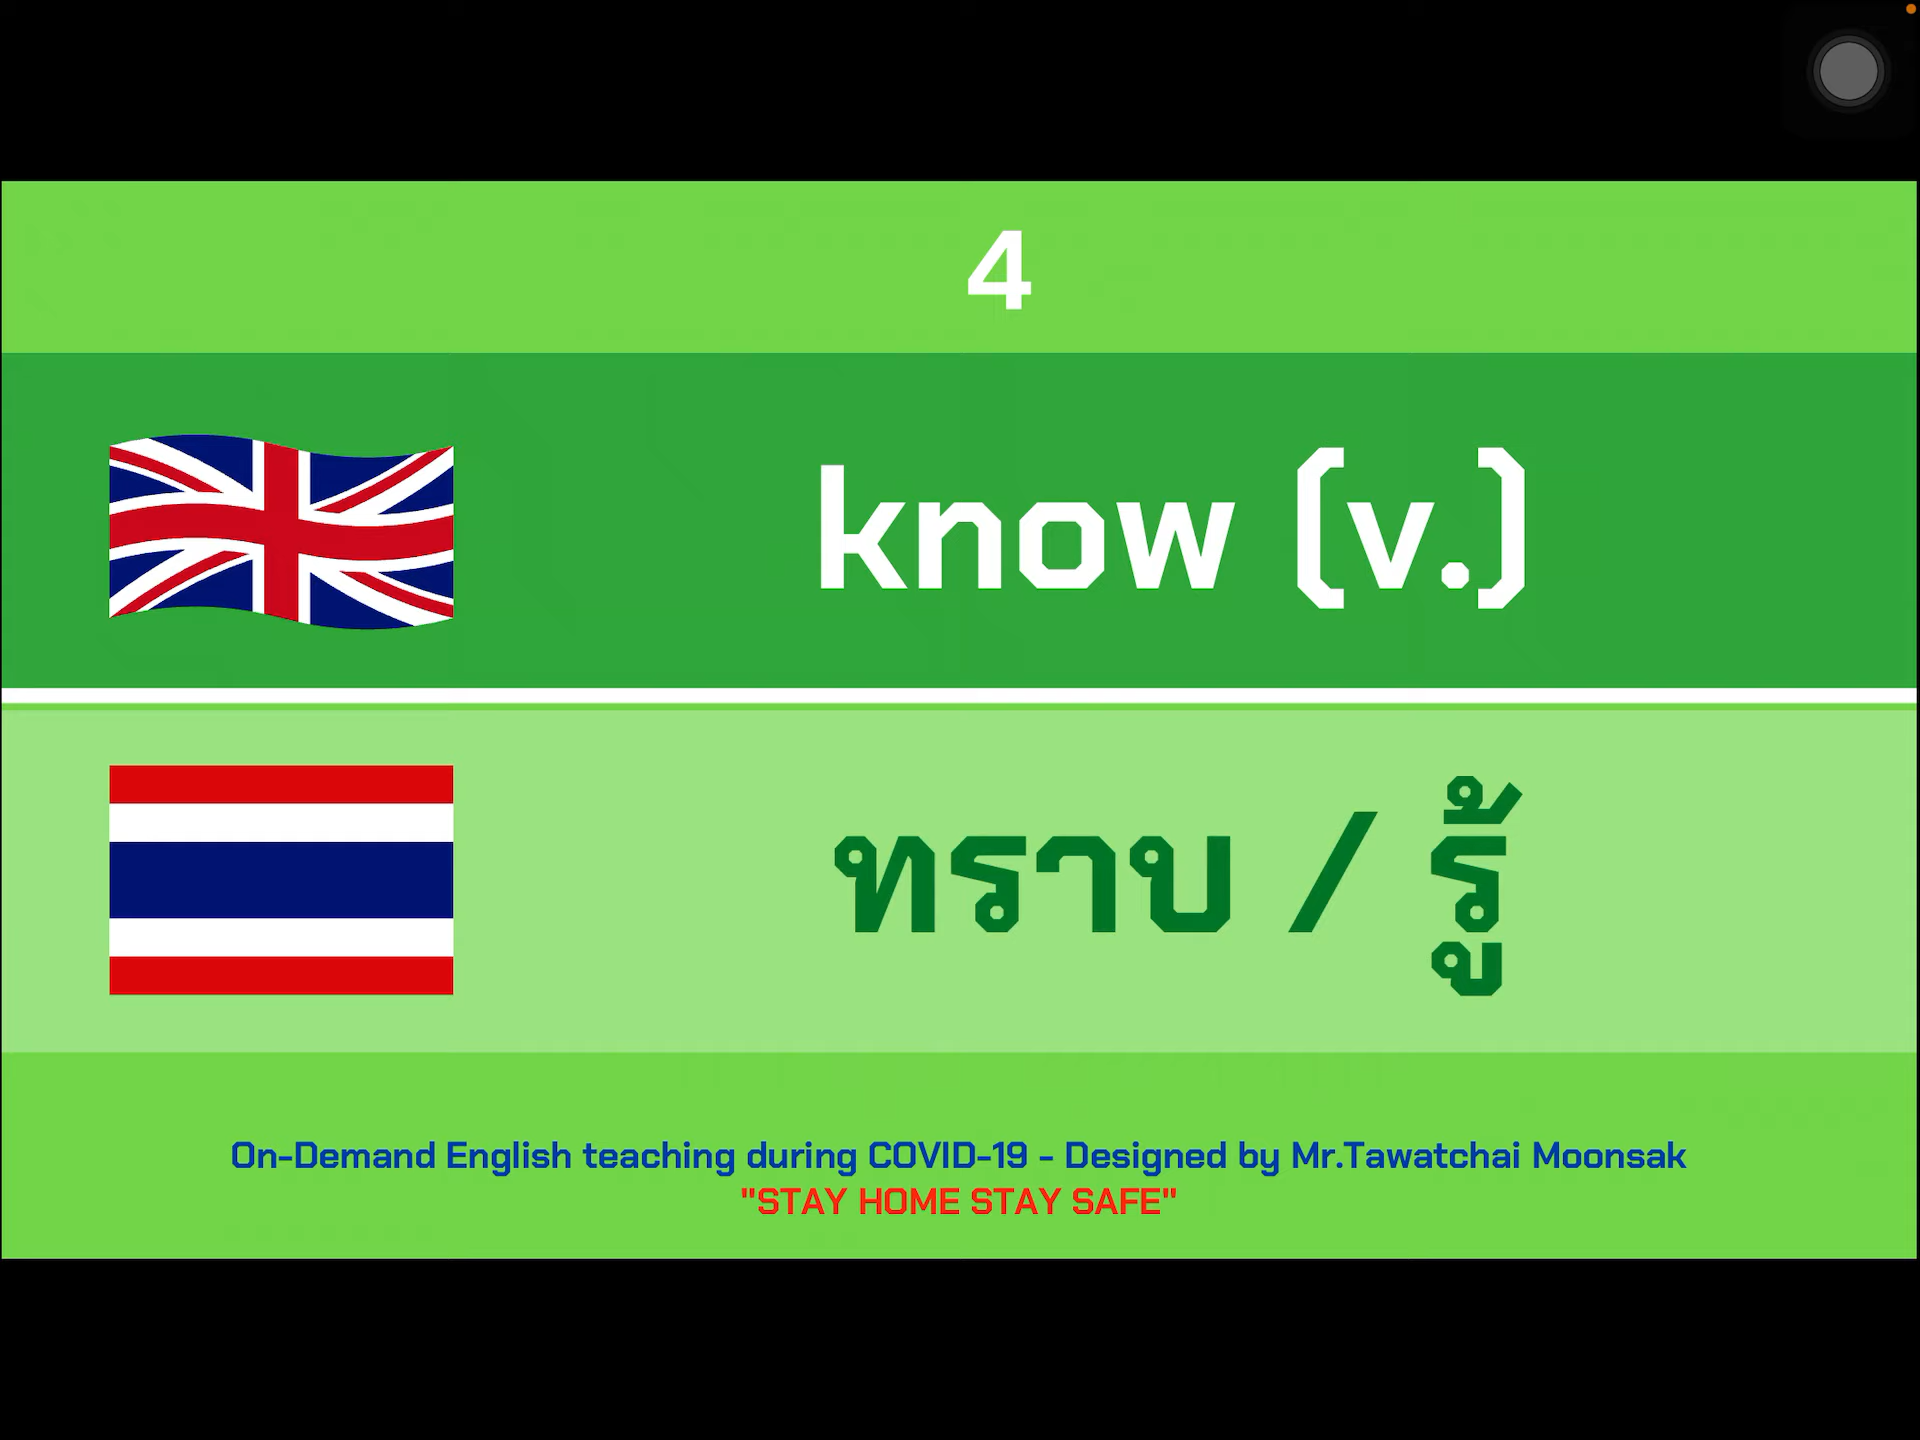 4
know (v.)
ทราบ / รู้
On-Demand English teaching during COVID-19 - Designed by Mr.Tawatchai Moonsak
"STAY HOME STAY SAFE"